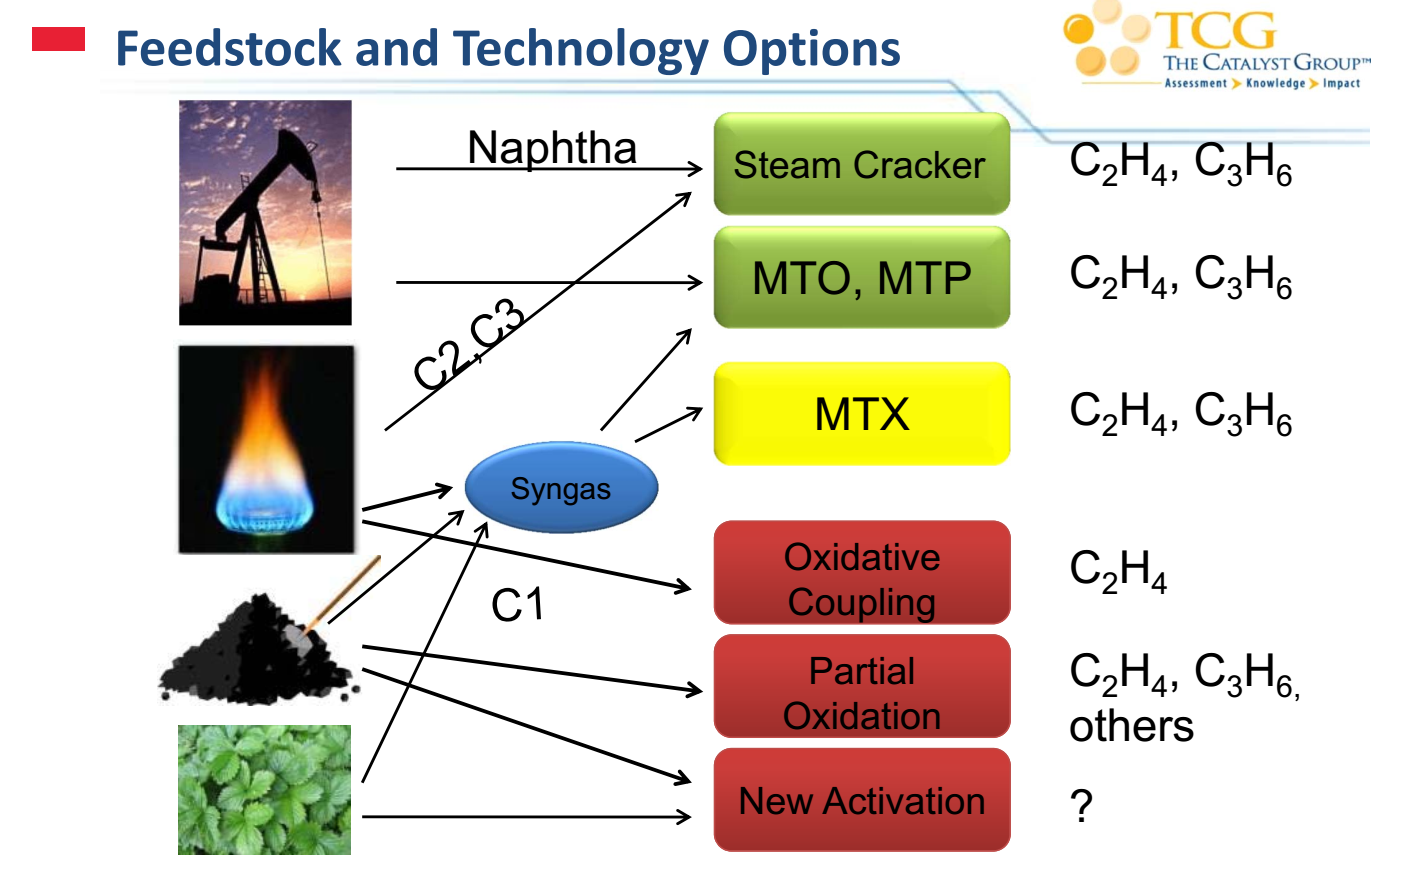 Feedstock and Technology Options
TCG
THE CATALYST GROUP™
Assessment > Knowledge > Impact
Naphtha
Steam Cracker
C₂H₄, C₃H₆
MTO, MTP
C₂H₄, C₃H₆
C2,C3
MTX
C₂H₄, C₃H₆
Syngas
Oxidative
Coupling
C₂H₄
C1
Partial
Oxidation
C₂H₄, C₃H₆,
others
New Activation
?